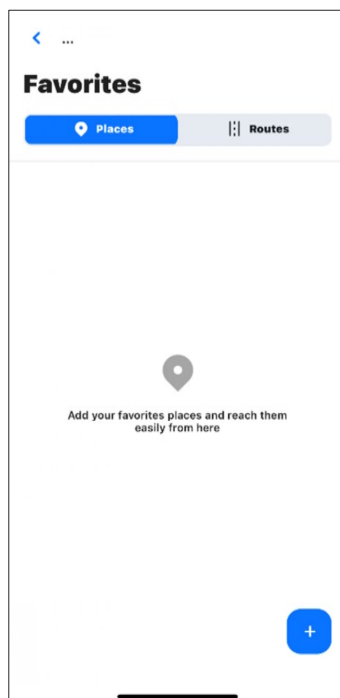 ...
Favorites
Places
Routes
Add your favorites places and reach them
easily from here
+